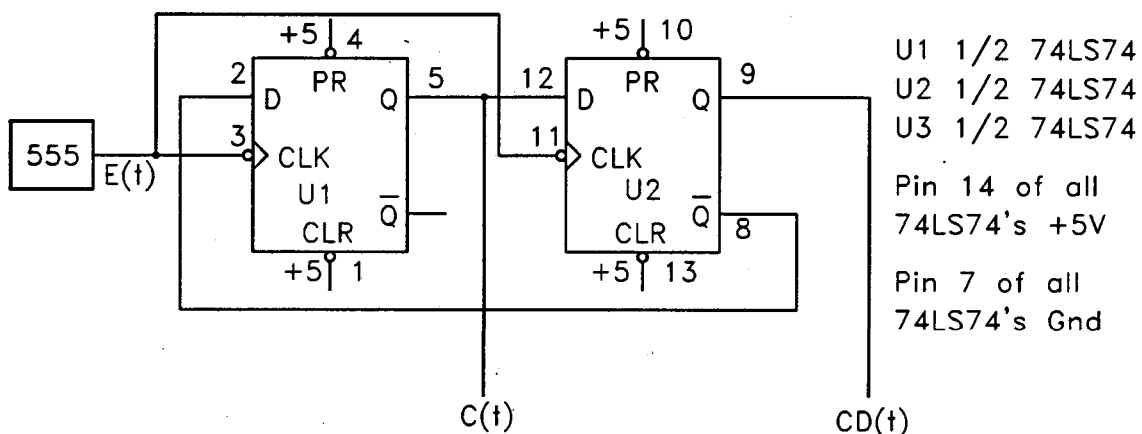 +5 4
+5 10
2
PR
5
12
PR
9
D
Q
D
Q
555
3
11
E(t)
CLK
CLK
U1
U2
Q
Q
8
CLR
CLR
+5 1
+5 13
C(t)
CD(t)
U1 1/2 74LS74
U2 1/2 74LS74
U3 1/2 74LS74
Pin 14 of all
74LS74's +5V
Pin 7 of all
74LS74's Gnd